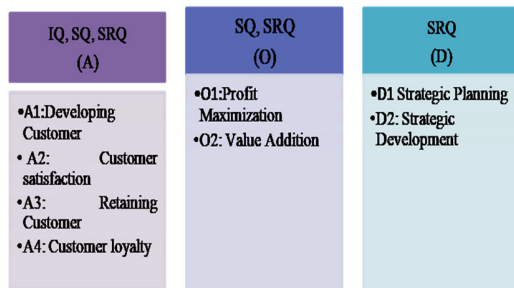 IQ, SQ, SRQ
(A)
•A1:Developing
Customer
• A2: Customer
satisfaction
•A3: Retaining
Customer
•A4: Customer loyalty
SQ, SRQ
(O)
•O1:Profit
Maximization
•O2: Value Addition
SRQ
(D)
•D1 Strategic Planning
•D2: Strategic
Development